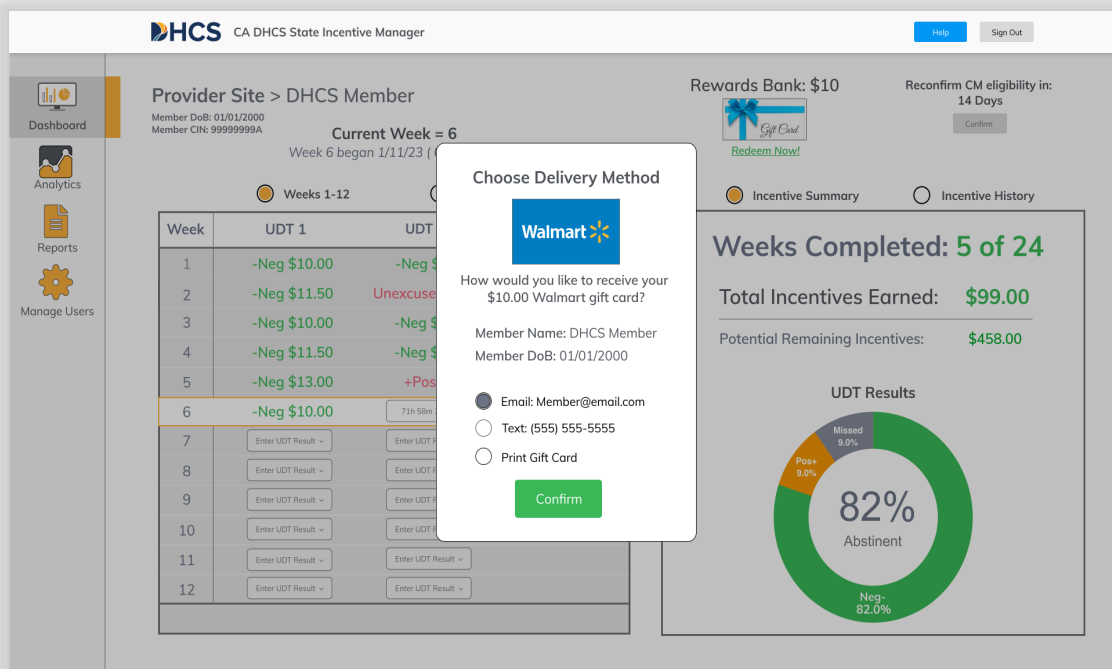 DHCS CA DHCS State Incentive Manager
Help
Sign Out
Dashboard
Analytics
Reports
Manage Users
Provider Site > DHCS Member
Member DoB: 01/01/2000
Member CIN: 99999999A
Current Week = 6
Week 6 began 1/11/23 (
Rewards Bank: $10
Gift Card
Redeem Now!
Reconfirm CM eligibility in:
14 Days
Confirm
Weeks 1-12
Incentive Summary
Incentive History
Week UDT 1 UDT
1 -Neg $10.00 -Neg $
2 -Neg $11.50 Unexcuse
3 -Neg $10.00 -Neg $
4 -Neg $11.50 -Neg $
5 -Neg $13.00 +Pos
6 -Neg $10.00 71h 58m
7 Enter UDT Result Enter UDT
8 Enter UDT Result Enter UDT
9 Enter UDT Result Enter UDT
10 Enter UDT Result Enter UDT
11 Enter UDT Result Enter UDT Result
12 Enter UDT Result Enter UDT Result
Choose Delivery Method
Walmart
How would you like to receive your
$10.00 Walmart gift card?
Member Name: DHCS Member
Member DoB: 01/01/2000
Email: Member@email.com
Text: (555) 555-5555
Print Gift Card
Confirm
Weeks Completed: 5 of 24
Total Incentives Earned: $99.00
Potential Remaining Incentives: $458.00
UDT Results
Missed
9.0%
Pos+
9.0%
82%
Abstinent
Neg-
82.0%